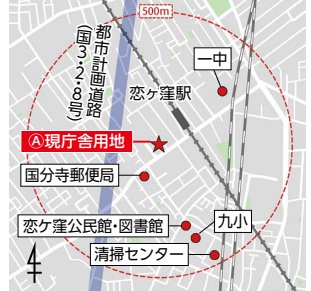 500m
都市計画道路
(国3・2・8号)
一中
恋ヶ窪駅
Ⓐ現庁舎用地
国分寺郵便局
恋ヶ窪公民館・図書館
九小
清掃センター